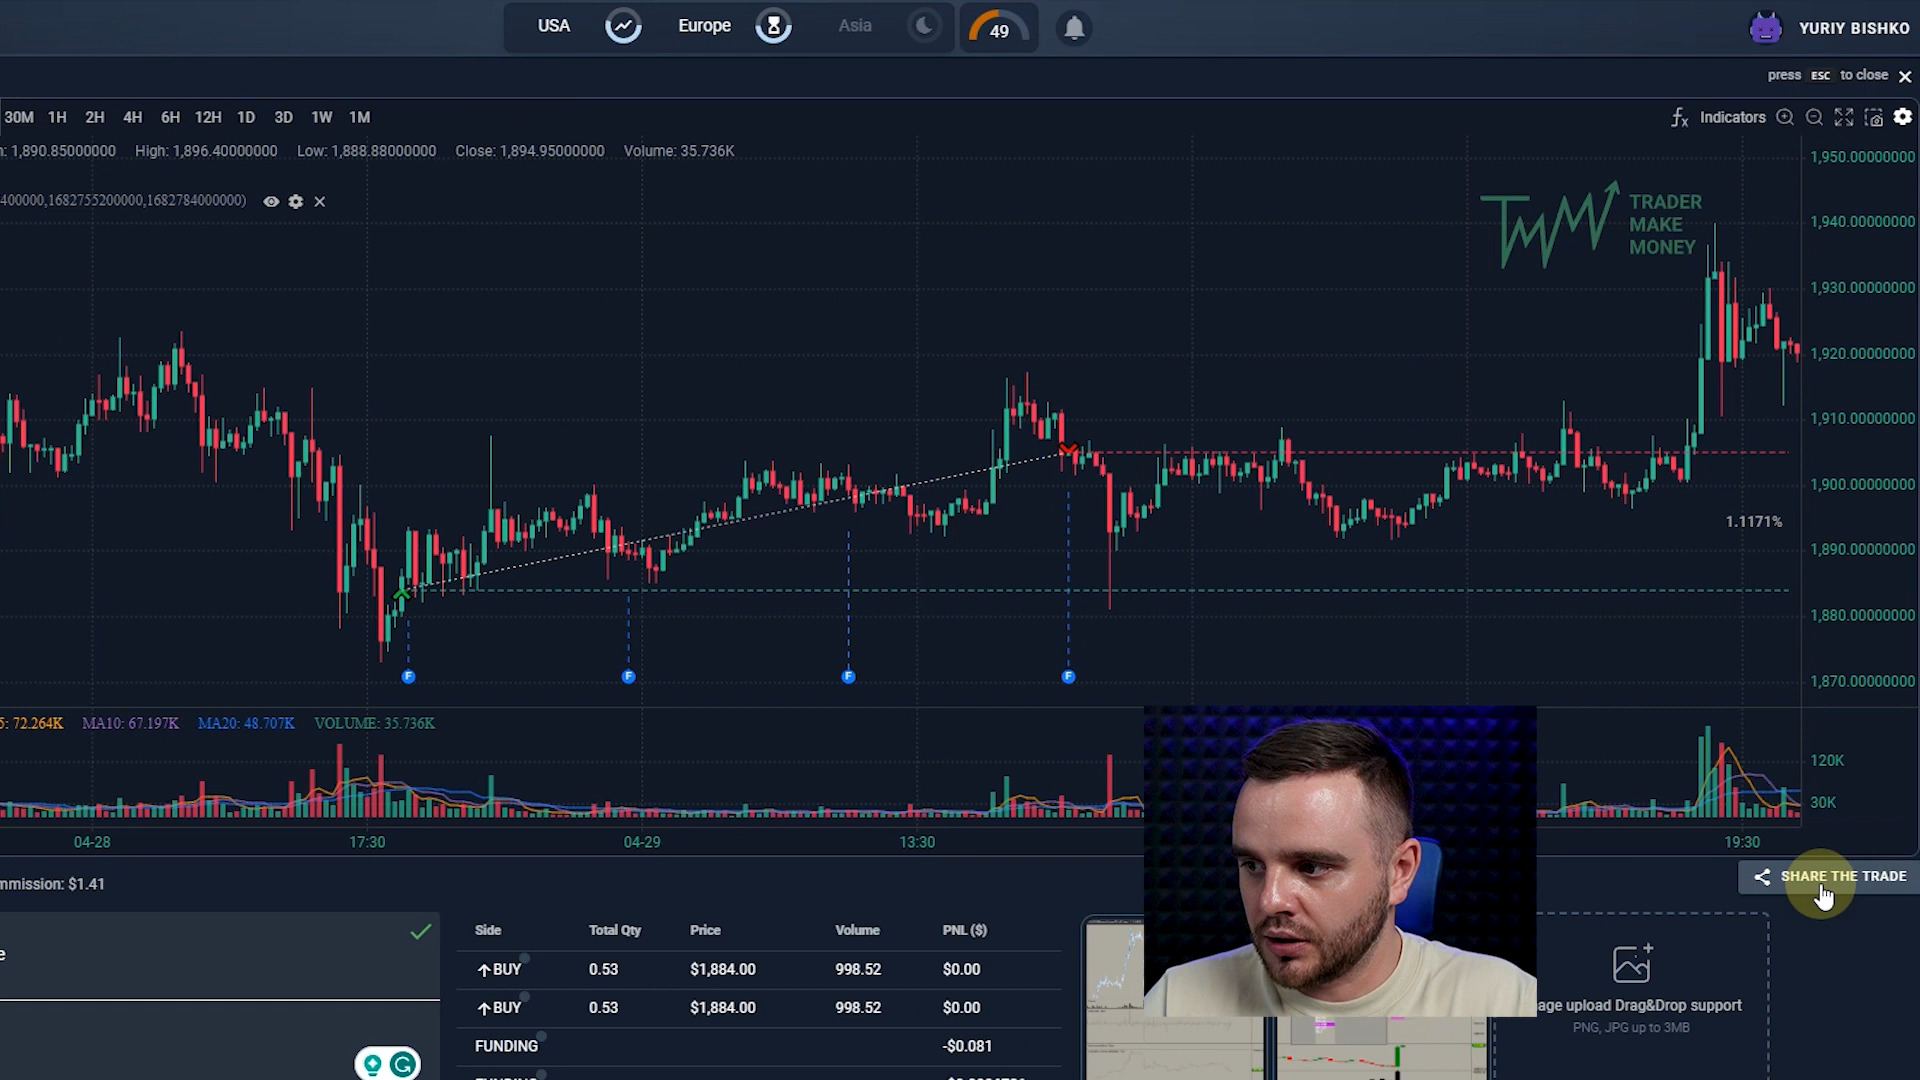 USA Europe Asia 49 YURIY BISHKO
press ESC to close
30M 1H 2H 4H 6H 12H 1D 3D 1W 1M
fx Indicators
n: 1,890.85000000 High: 1,896.40000000 Low: 1,888.88000000 Close: 1,894.95000000 Volume: 35.736K
1,950.00000000
400000,1682755200000,1682784000000)
TRADER
MAKE
MONEY
1,940.00000000
1,930.00000000
1,920.00000000
1,910.00000000
1,900.00000000
1.1171%
1,890.00000000
1,880.00000000
1,870.00000000
F F F F
5: 72.264K MA10: 67.197K MA20: 48.707K VOLUME: 35.736K
120K
30K
04-28 17:30 04-29 13:30 19:30
mmission: $1.41
SHARE THE TRADE
e
Side Total Qty Price Volume PNL ($)
BUY 0.53 $1,884.00 998.52 $0.00
BUY 0.53 $1,884.00 998.52 $0.00
FUNDING -$0.081
age upload Drag&Drop support
PNG, JPG up to 3MB